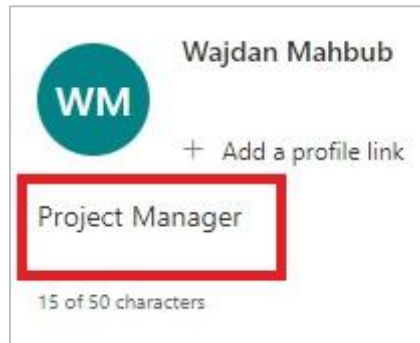 Wajdan Mahbub
WM
+ Add a profile link
Project Manager
15 of 50 characters